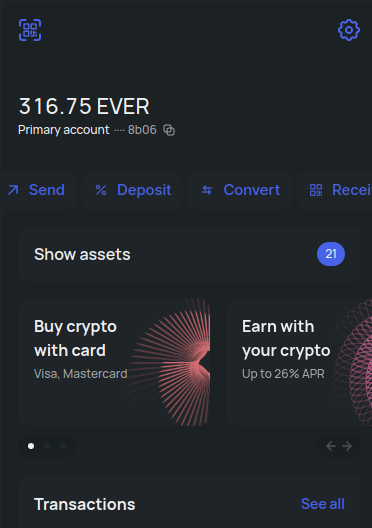 316.75 EVER
Primary account ···· 8b06
Send
Deposit
Convert
Recei
Show assets
21
Buy crypto
with card
Visa, Mastercard
Earn with
your crypto
Up to 26% APR
Transactions
See all